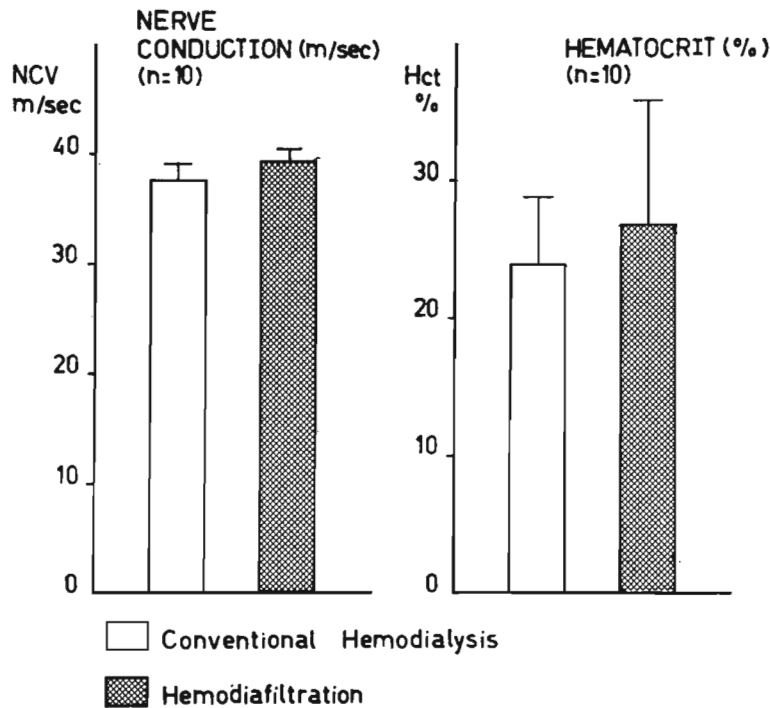 NERVE
CONDUCTION (m/sec)
(n=10)
NCV
m/sec
40
30
20
10
0
HEMATOCRIT (%)
(n=10)
Hct
%
30
20
10
0
Conventional Hemodialysis
Hemodiafiltration